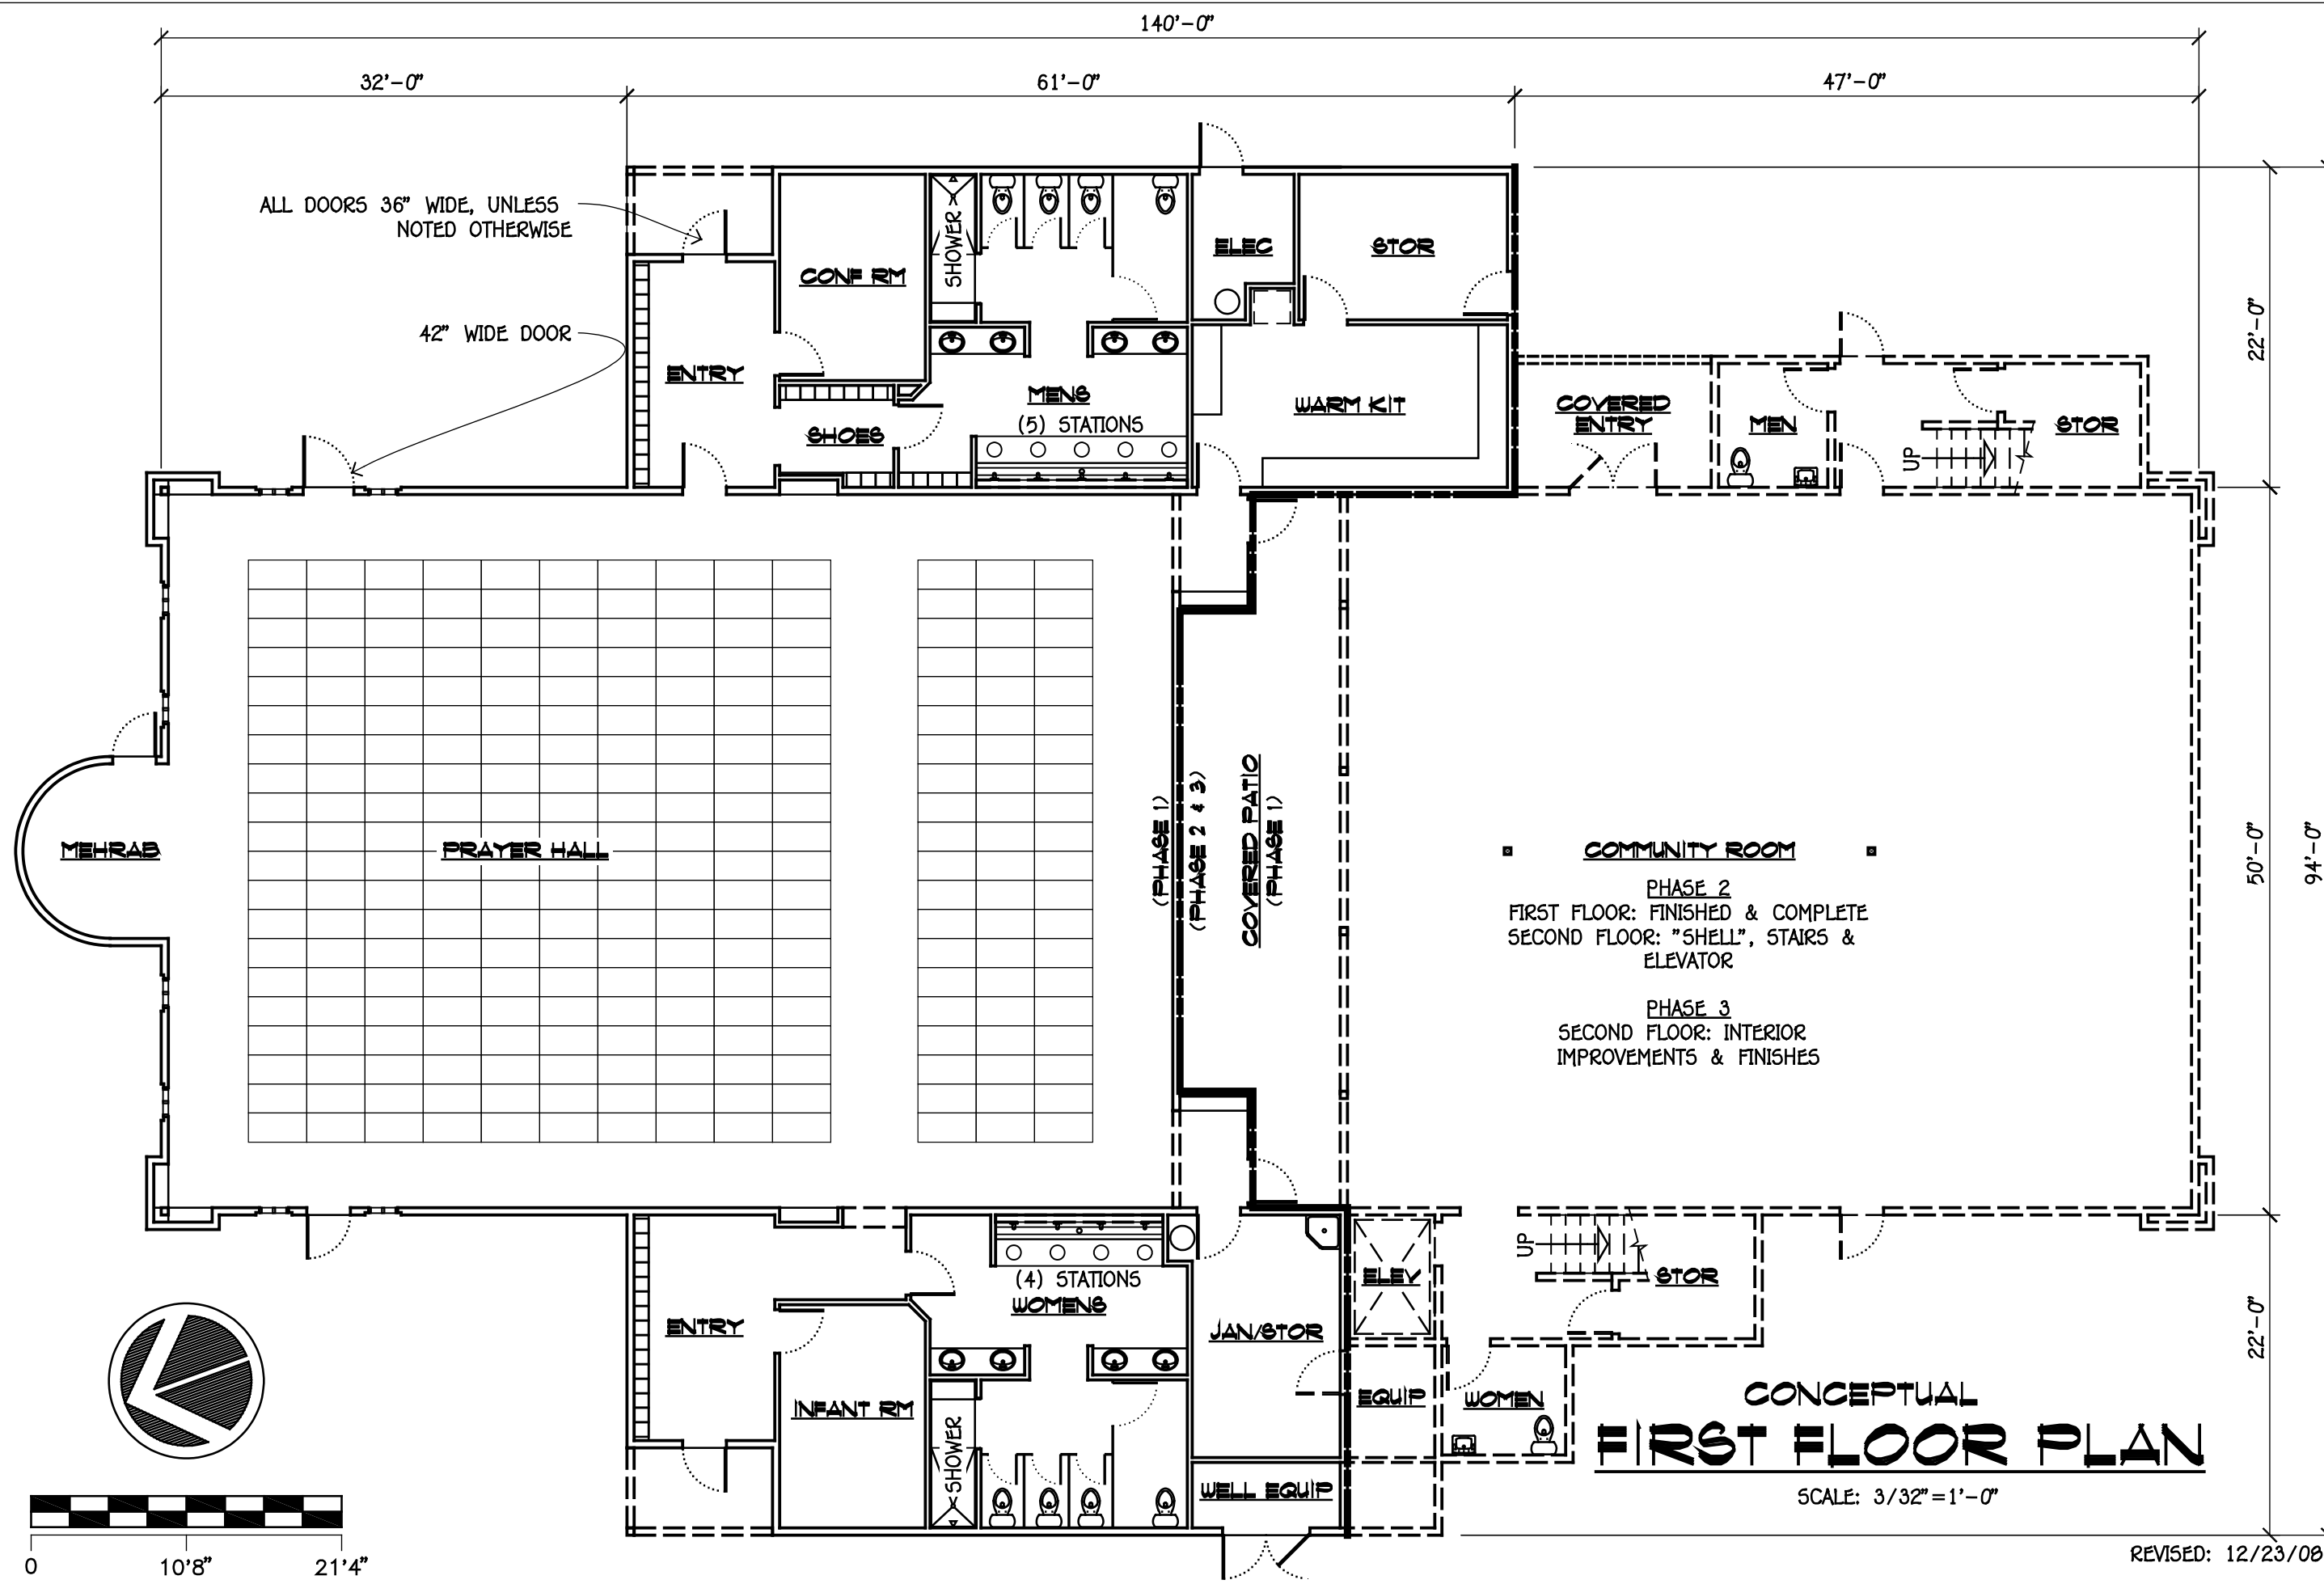 140'-0"
32'-0"
61'-0"
47'-0"
ALL DOORS 36" WIDE, UNLESS
NOTED OTHERWISE
42" WIDE DOOR
22'-0"
CONF RM
SHOWER
ELEC
STOR
ENTRY
MENS
(5) STATIONS
SHOES
WARM KIT
COVERED
ENTRY
MEN
UP
STOR
MEHRAB
PRAYER HALL
(PHASE 1)
(PHASE 2 & 3)
COVERED PATIO
(PHASE 1)
COMMUNITY ROOM
PHASE 2
FIRST FLOOR: FINISHED & COMPLETE
SECOND FLOOR: "SHELL", STAIRS &
ELEVATOR
PHASE 3
SECOND FLOOR: INTERIOR
IMPROVEMENTS & FINISHES
50'-0"
94'-0"
(4) STATIONS
WOMENS
ENTRY
INFANT RM
SHOWER
JAN/STOR
WELL EQUIP
ELEV
EQUIP
UP
STOR
WOMEN
22'-0"
CONCEPTUAL
FIRST FLOOR PLAN
SCALE: 3/32"=1'-0"
REVISED: 12/23/08
0 10'8" 21'4"